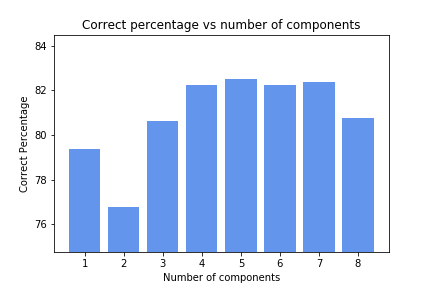 Correct percentage vs number of components
84
82
80
78
76
Correct Percentage
1 2 3 4 5 6 7 8
Number of components